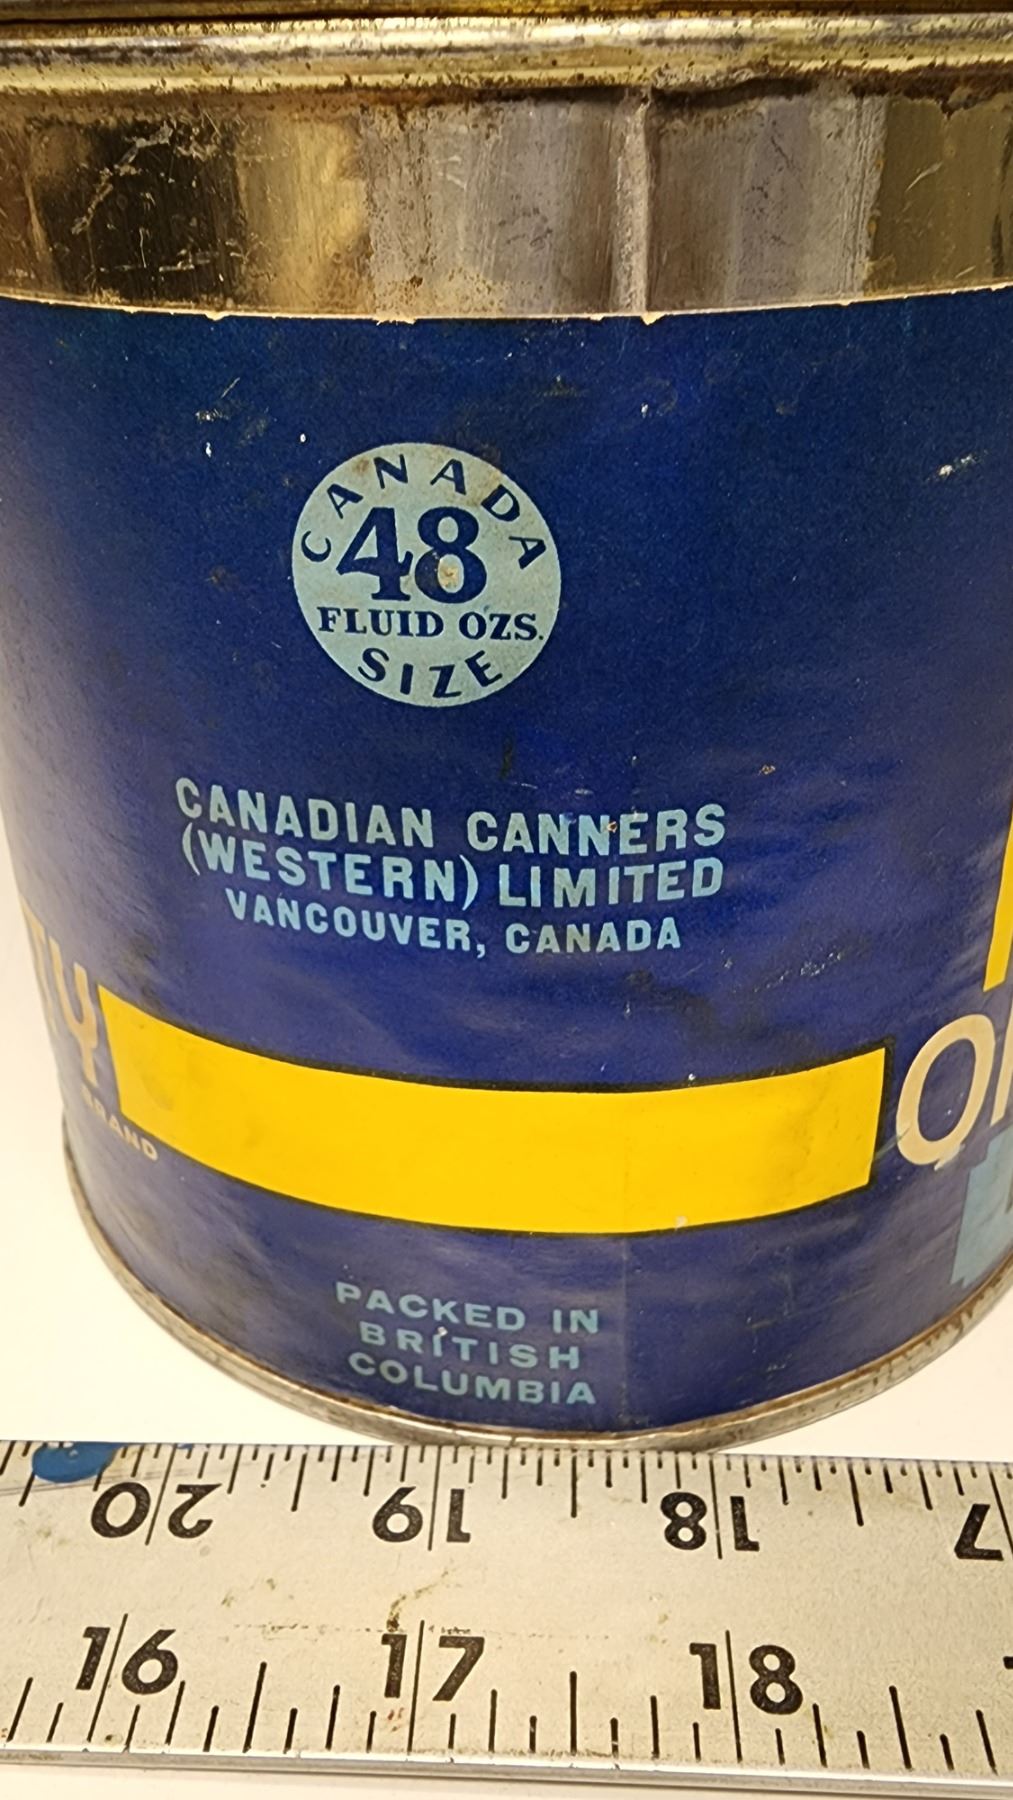 CANADA
48
FLUID OZS.
SIZE
CANADIAN CANNERS
(WESTERN) LIMITED
VANCOUVER, CANADA
BRAND
PACKED IN
BRITISH
COLUMBIA
20 19 18
16 17 18